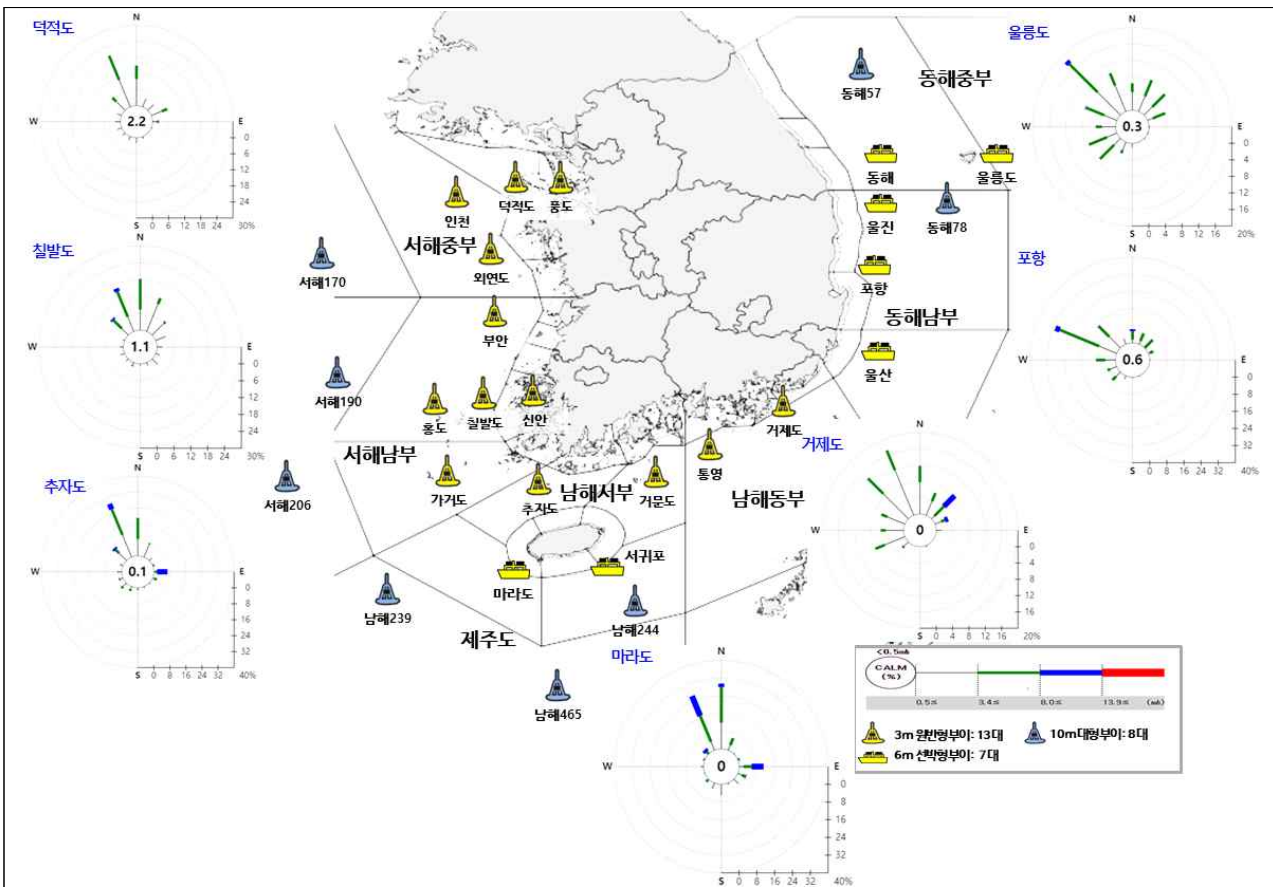 덕적도
N
W
E
S
2.2
0
6
12
18
24
0 6 12 18 24 30%
칠발도
N
W
E
S
1.1
0
6
12
18
24
0 6 12 18 24 30%
추자도
N
W
E
S
0.1
0
8
16
24
32
0 8 16 24 32 40%
울릉도
N
W
E
S
0.3
0
4
8
12
16
0 4 8 12 16 20%
포항
N
W
E
S
0.6
0
8
16
24
32
0 8 16 24 32 40%
거제도
N
W
E
S
0
0
4
8
12
16
0 4 8 12 16 20%
마라도
N
W
E
S
0
0
8
16
24
32
0 8 16 24 32 40%
동해57
동해중부
동해
울릉도
울진
동해78
포항
동해남부
울산
인천
덕적도
풍도
서해중부
서해170
외연도
부안
서해190
홍도
칠발도
신안
거제도
통영
서해남부
서해206
가거도
추자도
남해서부
거문도
남해동부
서귀포
마라도
남해239
남해244
제주도
남해465
<0.5㎧
CALM
(%)
0.5≤ 3.4≤ 8.0≤ 13.9≤ (㎧)
3m 원반형부이: 13대
10m대형부이: 8대
6m 선박형부이: 7대